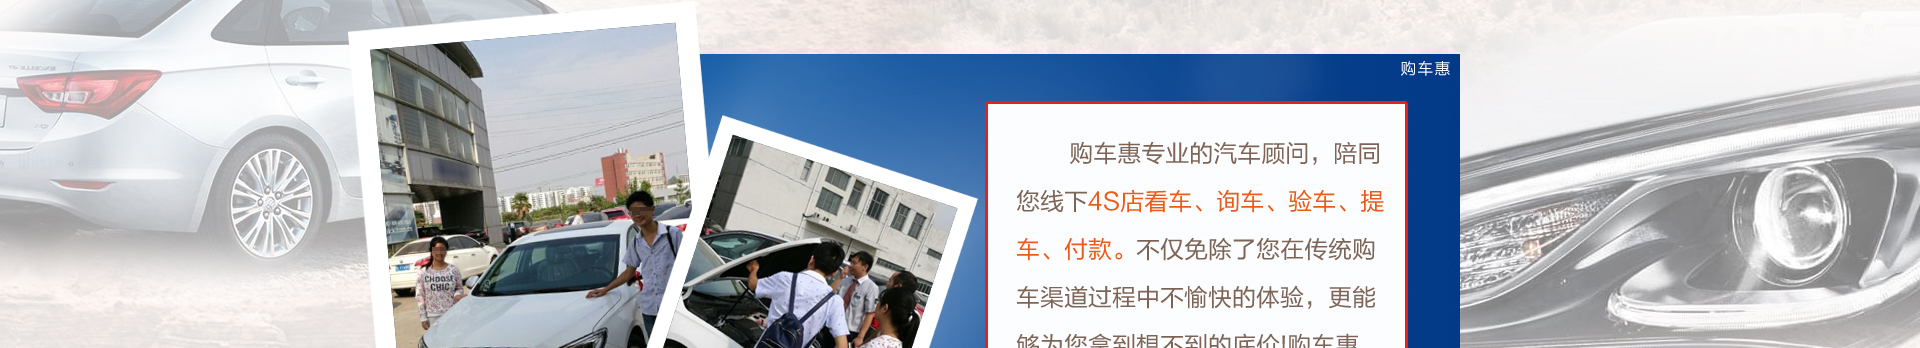 购车惠
购车惠专业的汽车顾问，陪同
您线下4S店看车、询车、验车、提
车、付款。不仅免除了您在传统购
车渠道过程中不愉快的体验，更能
够为您拿到想不到的底价!购车惠
CHOOSE
CHIC